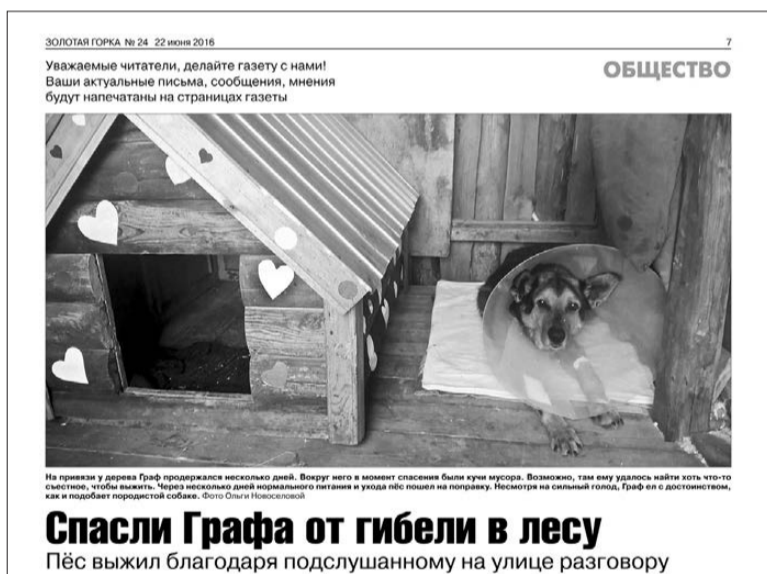 ЗОЛОТАЯ ГОРКА № 24 22 июня 2016
7
Уважаемые читатели, делайте газету с нами!
Ваши актуальные письма, сообщения, мнения
будут напечатаны на страницах газеты
ОБЩЕСТВО
На привязи у дерева Граф продержался несколько дней. Вокруг него в момент спасения были кучи мусора. Возможно, там ему удалось найти хоть что-то
съестное, чтобы выжить. Через несколько дней нормального питания и ухода пёс пошел на поправку. Несмотря на сильный голод, Граф ел с достоинством,
как и подобает породистой собаке. Фото Ольги Новоселовой
Спасли Графа от гибели в лесу
Пёс выжил благодаря подслушанному на улице разговору